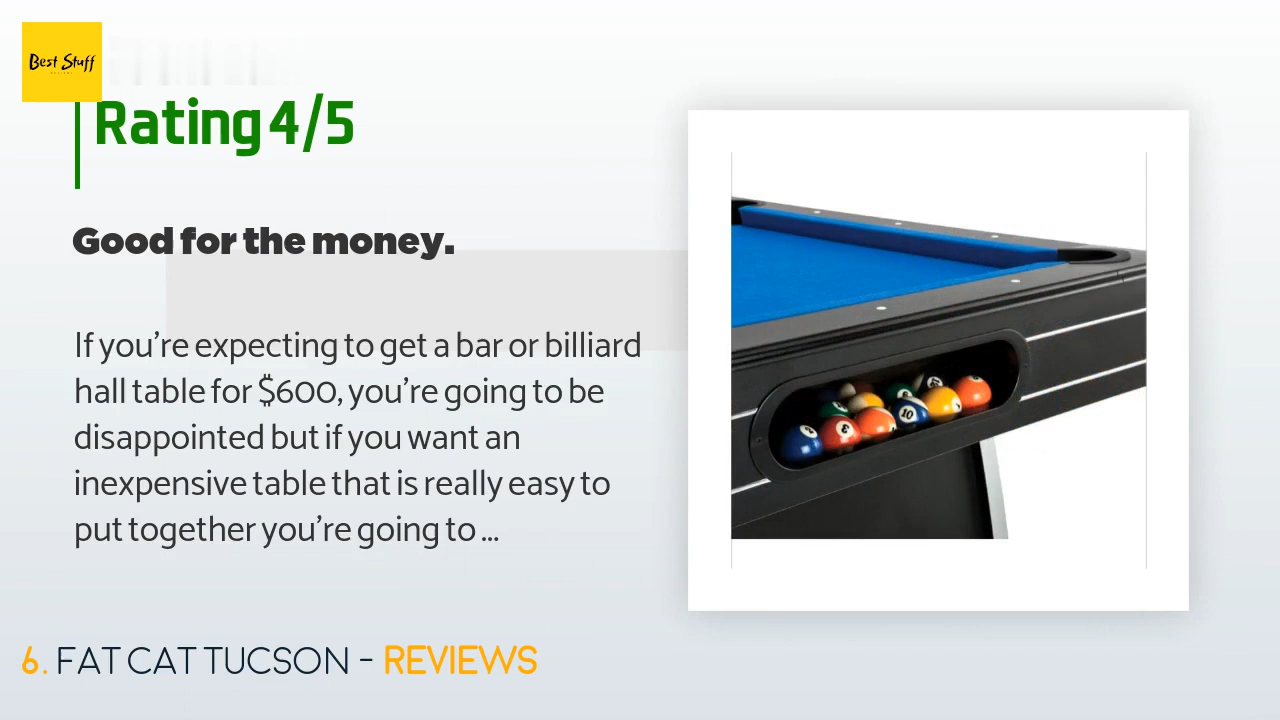 Best Stuff
Rating 4/5
Good for the money.
If you're expecting to get a bar or billiard
hall table for $600, you're going to be
disappointed but if you want an
inexpensive table that is really easy to
put together you're going to ...
10
3
6. FAT CAT TUCSON - REVIEWS